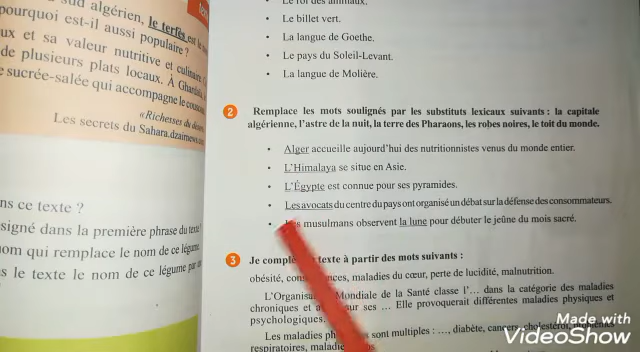 sud algérien, le terfès est le
pourquoi est-il aussi populaire ?
ux et sa valeur nutritive et culinaire.
de plusieurs plats locaux. À
e sucrée-salée qui accompagne le couscous
«Richesses du désert
Les secrets du Sahara.dzairnews.com
ns ce texte ?
signé dans la première phrase du texte
om qui remplace le nom de ce légume
s le texte le nom de ce légume par un
Le roi des animaux.
• Le billet vert.
• La langue de Goethe.
• Le pays du Soleil-Levant.
• La langue de Molière.
2 Remplace les mots soulignés par les substituts lexicaux suivants : la capitale
algérienne, l'astre de la nuit, la terre des Pharaons, les robes noires, le toit du monde.
• Alger accueille aujourd'hui des nutritionnistes venus du monde entier.
• L'Himalaya se situe en Asie.
• L'Égypte est connue pour ses pyramides.
• Les avocats du centre du pays ont organisé un débat sur la défense des consommateurs.
• Les musulmans observent la lune pour débuter le jeûne du mois sacré.
3 Je complète texte à partir des mots suivants :
obésité, maladies du cœur, perte de lucidité, malnutrition.
L'Organisation Mondiale de la Santé classe l'… dans la catégorie des maladies
chroniques et sur ses … Elle provoquerait différentes maladies physiques et
psychologiques.
Les maladies sont multiples : …, diabète, cancers, cholestérol, problèmes
respiratoires,
Made with
VideoShow